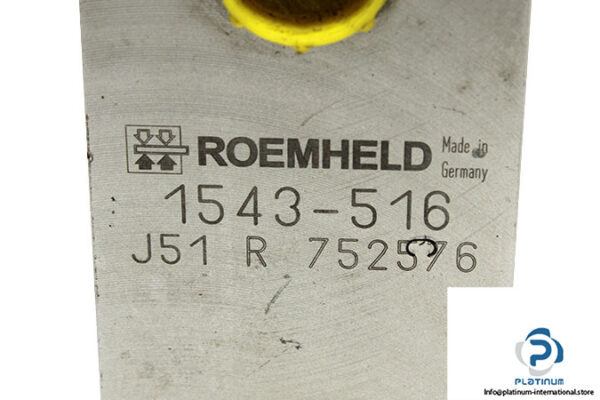 ROEMHELD
Made in
Germany
1543-516
J51 R 752576
PLATINUM
Info@platinum-international.store